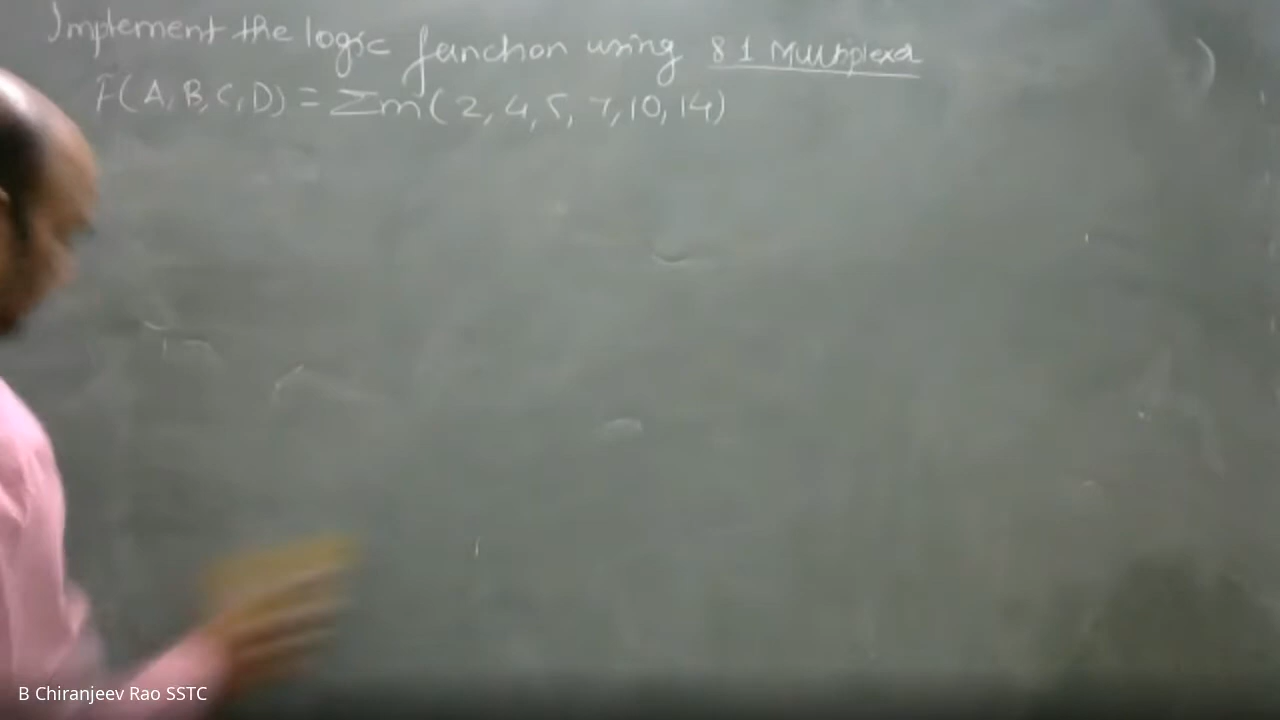 Implement the logic function using 8 1 Multiplexer
F(A, B, C, D) = Σm(2, 4, 5, 7, 10, 14)
B Chiranjeev Rao SSTC